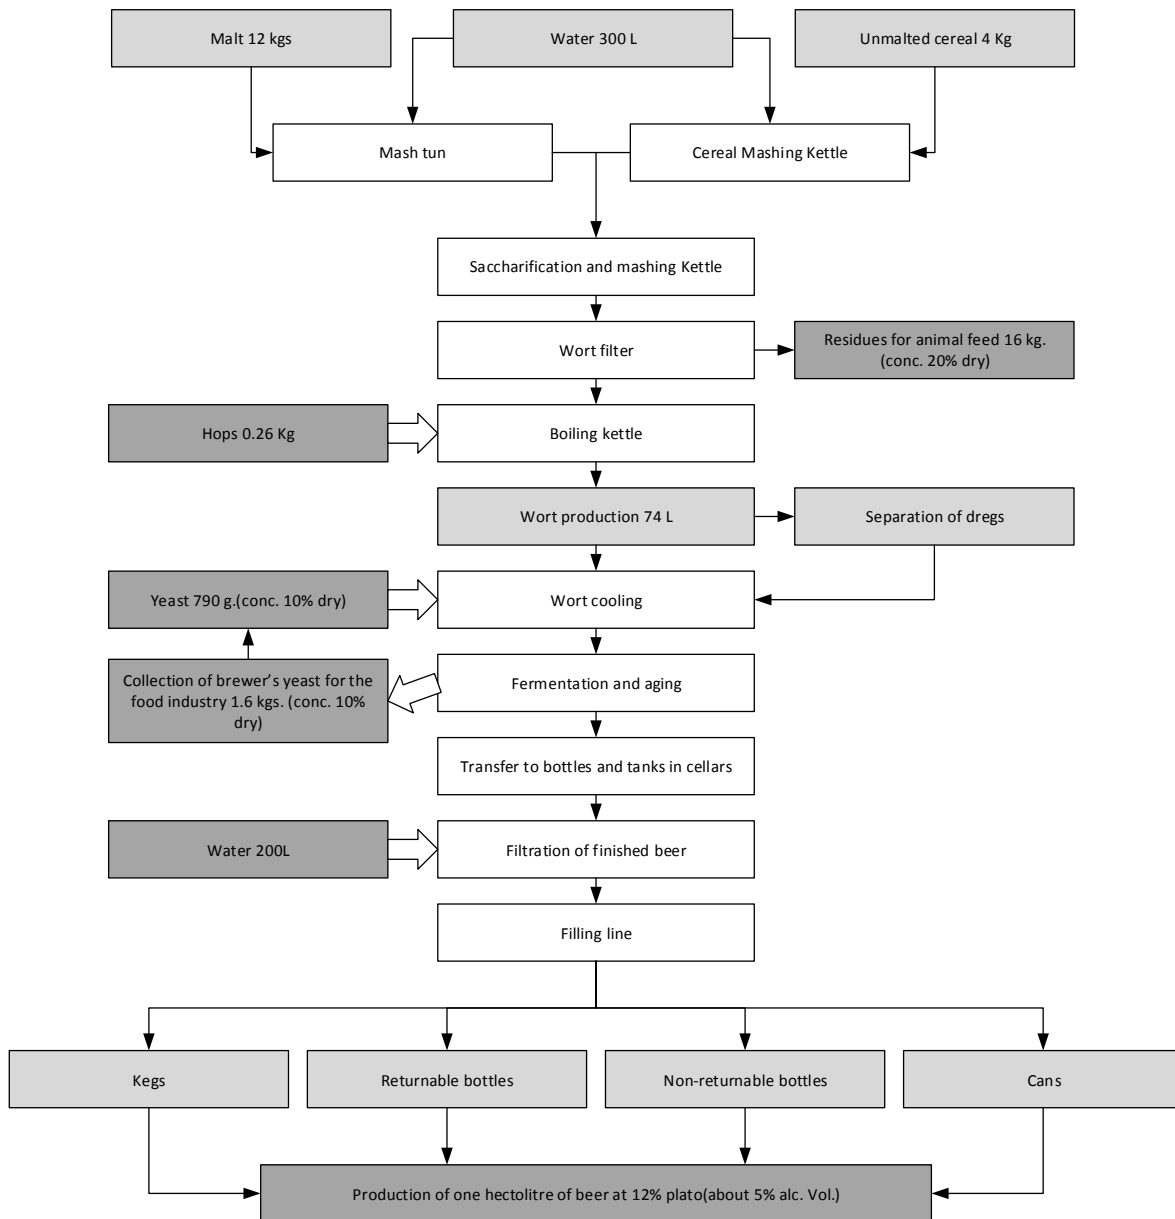 Malt 12 kgs
Water 300 L
Unmalted cereal 4 Kg
Mash tun
Cereal Mashing Kettle
Saccharification and mashing Kettle
Wort filter
Residues for animal feed 16 kg.
(conc. 20% dry)
Hops 0.26 Kg
Boiling kettle
Wort production 74 L
Separation of dregs
Yeast 790 g.(conc. 10% dry)
Wort cooling
Collection of brewer’s yeast for the
food industry 1.6 kgs. (conc. 10%
dry)
Fermentation and aging
Transfer to bottles and tanks in cellars
Water 200L
Filtration of finished beer
Filling line
Kegs
Returnable bottles
Non-returnable bottles
Cans
Production of one hectolitre of beer at 12% plato(about 5% alc. Vol.)